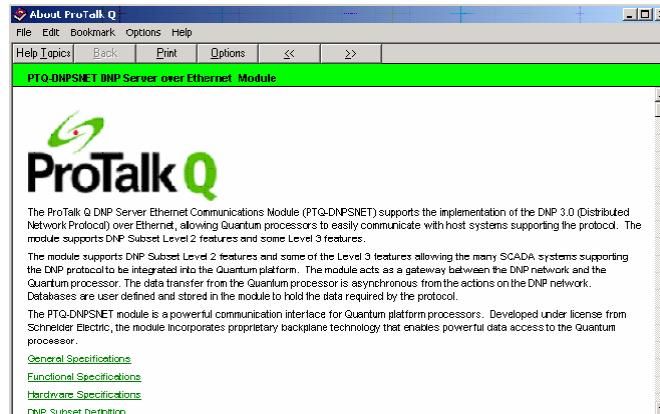 About ProTalk Q
File Edit Bookmark Options Help
Help Topics Back Print Options << >>
PTQ-DNPSNET DNP Server over Ethernet Module
ProTalk Q
The ProTalk Q DNP Server Ethernet Communications Module (PTQ-DNPSNET) supports the implementation of the DNP 3.0 (Distributed
Network Protocol) over Ethernet, allowing Quantum processors to easily communicate with host systems supporting the protocol. The
module supports DNP Subset Level 2 features and some Level 3 features.
The module supports DNP Subset Level 2 features and some of the Level 3 features allowing the many SCADA systems supporting
the DNP protocol to be integrated into the Quantum platform. The module acts as a gateway between the DNP network and the
Quantum processor. The data transfer from the Quantum processor is asynchronous from the actions on the DNP network.
Databases are user defined and stored in the module to hold the data required by the protocol.
The PTQ-DNPSNET module is a powerful communication interface for Quantum platform processors. Developed under license from
Schneider Electric, the module incorporates proprietary backplane technology that enables powerful data access to the Quantum
processor.
General Specifications
Functional Specifications
Hardware Specifications
DNP Subset Definition